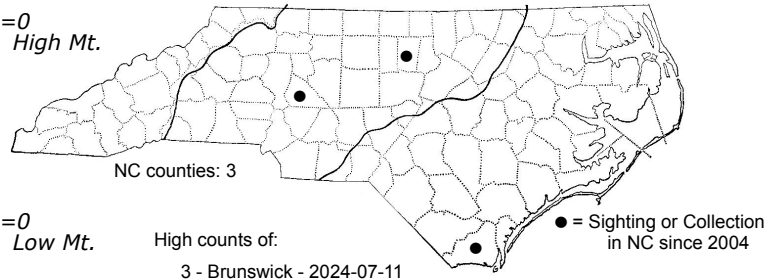 =0
High Mt.
NC counties: 3
=0
Low Mt.
High counts of:
3 - Brunswick - 2024-07-11
● = Sighting or Collection
in NC since 2004